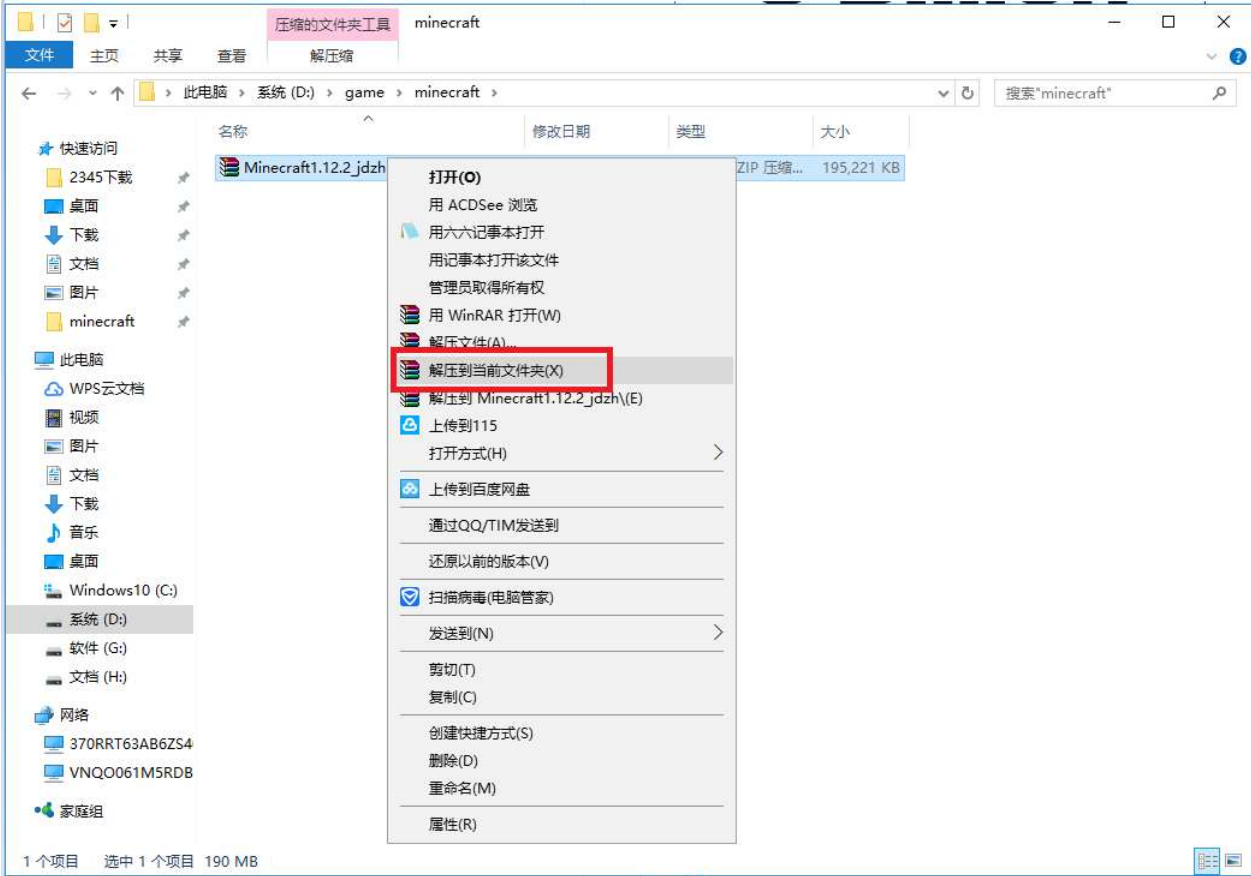 压缩的文件夹工具 minecraft
文件 主页 共享 查看 解压缩
此电脑 系统 (D:) game minecraft 搜索"minecraft"
名称 修改日期 类型 大小
快速访问
2345下载
桌面
下载
文档
图片
minecraft
此电脑
WPS云文档
视频
图片
文档
下载
音乐
桌面
Windows10 (C:)
系统 (D:)
软件 (G:)
文档 (H:)
网络
370RRT63AB6ZS4
VNQO061M5RDB
家庭组
Minecraft1.12.2_jdzh ZIP 压缩... 195,221 KB
打开(O)
用 ACDSee 浏览
用六六记事本打开
用记事本打开该文件
管理员取得所有权
用 WinRAR 打开(W)
解压文件(A)...
解压到当前文件夹(X)
解压到 Minecraft1.12.2_jdzh\(E)
上传到115
打开方式(H)
上传到百度网盘
通过QQ/TIM发送到
还原以前的版本(V)
扫描病毒(电脑管家)
发送到(N)
剪切(T)
复制(C)
创建快捷方式(S)
删除(D)
重命名(M)
属性(R)
1 个项目 选中 1 个项目 190 MB